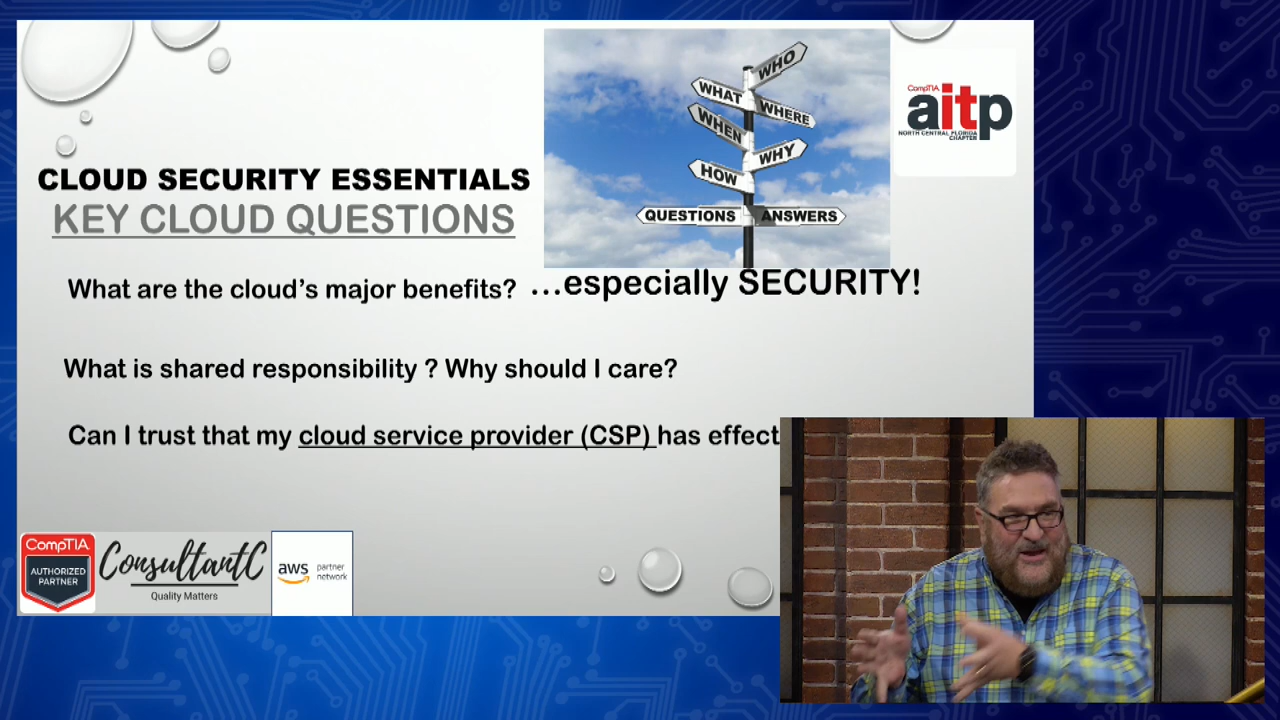 WHO
WHAT
WHERE
WHEN
WHY
HOW
QUESTIONS ANSWERS
CompTIA
aitp
NORTH CENTRAL FLORIDA
CHAPTER
CLOUD SECURITY ESSENTIALS
KEY CLOUD QUESTIONS
What are the cloud’s major benefits? ...especially SECURITY!
What is shared responsibility ? Why should I care?
Can I trust that my cloud service provider (CSP) has effect
CompTIA
AUTHORIZED
PARTNER
ConsultantC
Quality Matters
aws partner
network